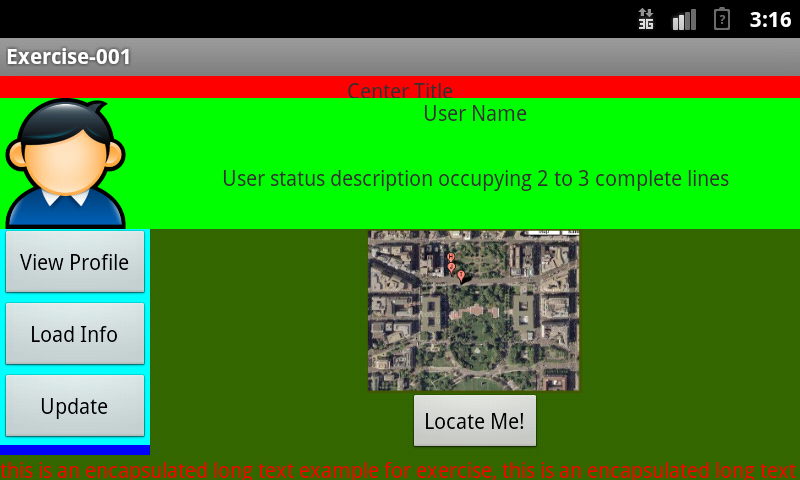 3G
?
3:16
Exercise-001
Center Title
User Name
User status description occupying 2 to 3 complete lines
View Profile
Load Info
Update
Locate Me!
this is an encapsulated long text example for exercise, this is an encapsulated long text